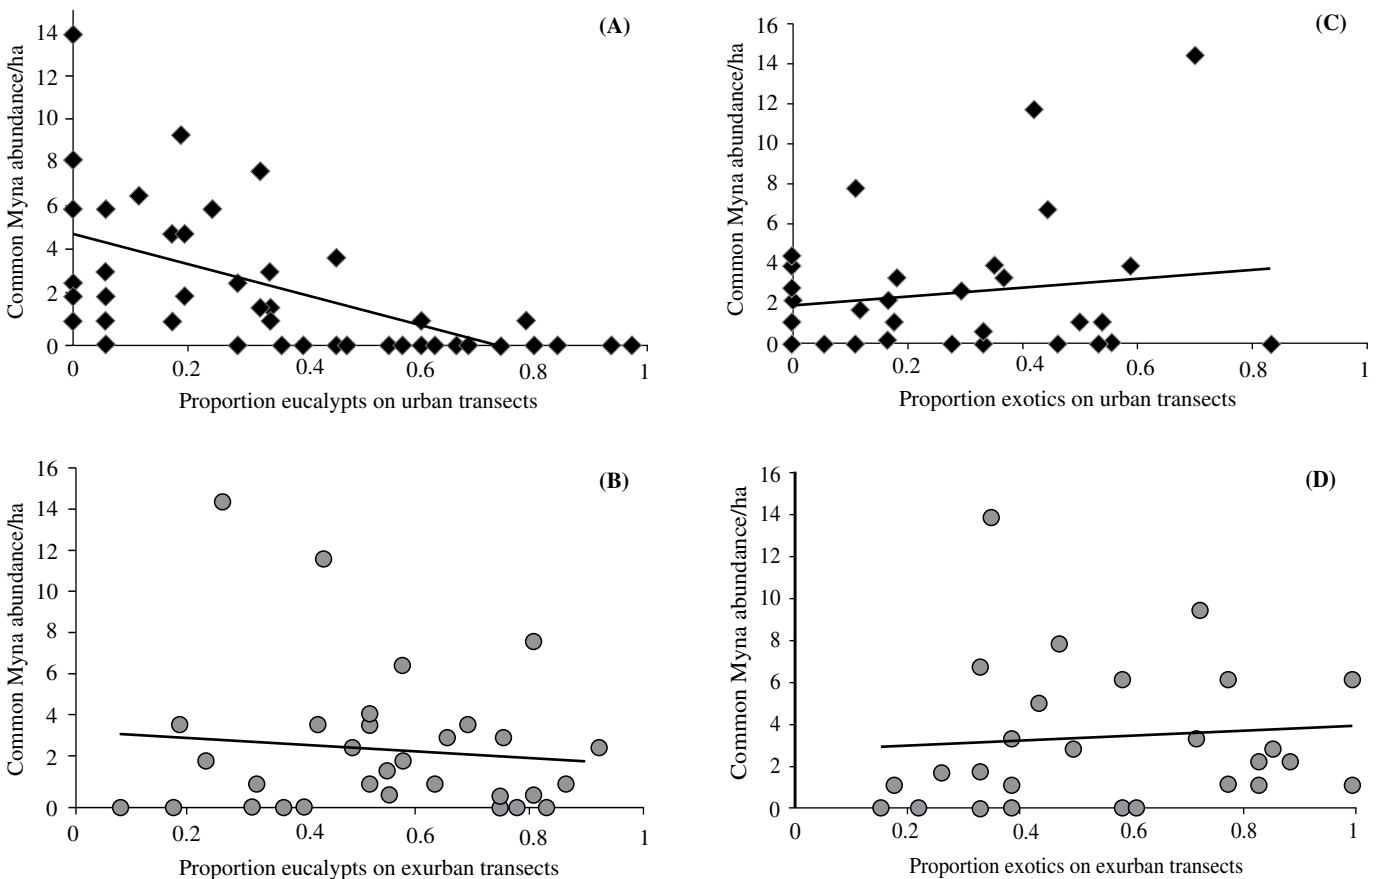 (A)
Common Myna abundance/ha
14
12
10
8
6
4
2
0
0 0.2 0.4 0.6 0.8 1
Proportion eucalypts on urban transects
(C)
Common Myna abundance/ha
16
14
12
10
8
6
4
2
0
0 0.2 0.4 0.6 0.8 1
Proportion exotics on urban transects
(B)
Common Myna abundance/ha
16
14
12
10
8
6
4
2
0
0 0.2 0.4 0.6 0.8 1
Proportion eucalypts on exurban transects
(D)
Common Myna abundance/ha
16
14
12
10
8
6
4
2
0
0 0.2 0.4 0.6 0.8 1
Proportion exotics on exurban transects